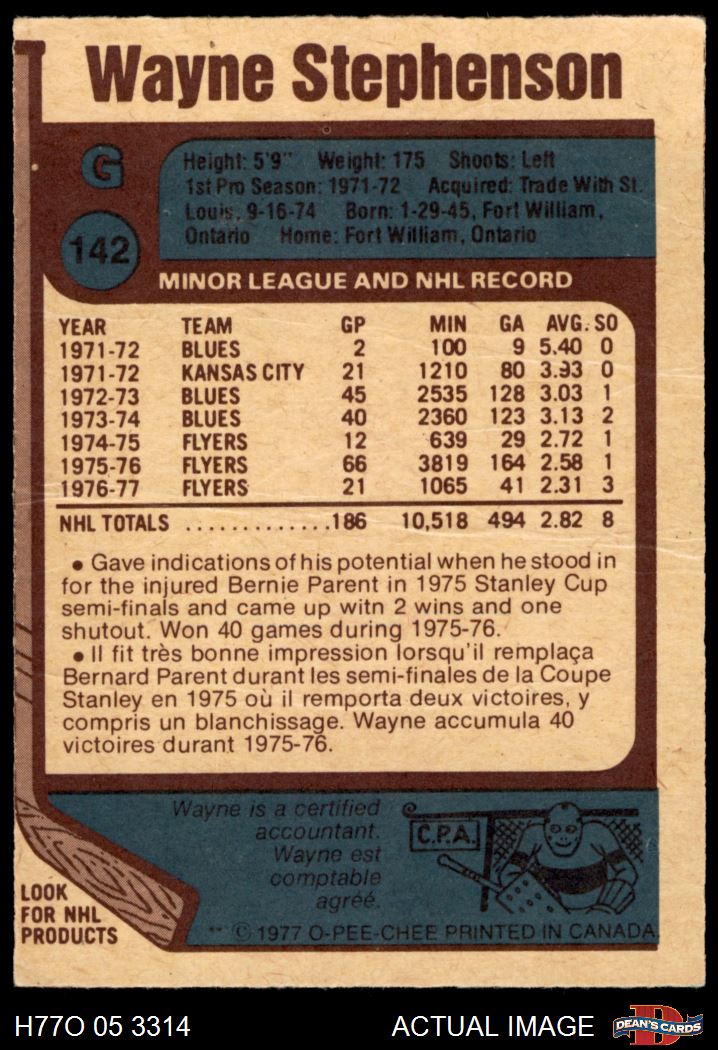 Wayne Stephenson
G
142
Height: 5'9" Weight: 175 Shoots: Left
1st Pro Season: 1971-72 Acquired: Trade With St.
Louis, 9-16-74 Born: 1-29-45, Fort William,
Ontario Home: Fort William, Ontario
MINOR LEAGUE AND NHL RECORD
YEAR TEAM GP MIN GA AVG. SO
1971-72 BLUES 2 100 9 5.40 0
1971-72 KANSAS CITY 21 1210 80 3.93 0
1972-73 BLUES 45 2535 128 3.03 1
1973-74 BLUES 40 2360 123 3.13 2
1974-75 FLYERS 12 639 29 2.72 1
1975-76 FLYERS 66 3819 164 2.58 1
1976-77 FLYERS 21 1065 41 2.31 3
NHL TOTALS .............186 10,518 494 2.82 8
• Gave indications of his potential when he stood in
for the injured Bernie Parent in 1975 Stanley Cup
semi-finals and came up witn 2 wins and one
shutout. Won 40 games during 1975-76.
• Il fit très bonne impression lorsqu'il remplaça
Bernard Parent durant les semi-finales de la Coupe
Stanley en 1975 où il remporta deux victoires, y
compris un blanchissage. Wayne accumula 40
victoires durant 1975-76.
Wayne is a certified
accountant.
Wayne est
comptable
agréé.
C.P.A.
LOOK
FOR NHL
PRODUCTS
** © 1977 O-PEE-CHEE PRINTED IN CANADA
H77O 05 3314 ACTUAL IMAGE DEAN'S CARDS